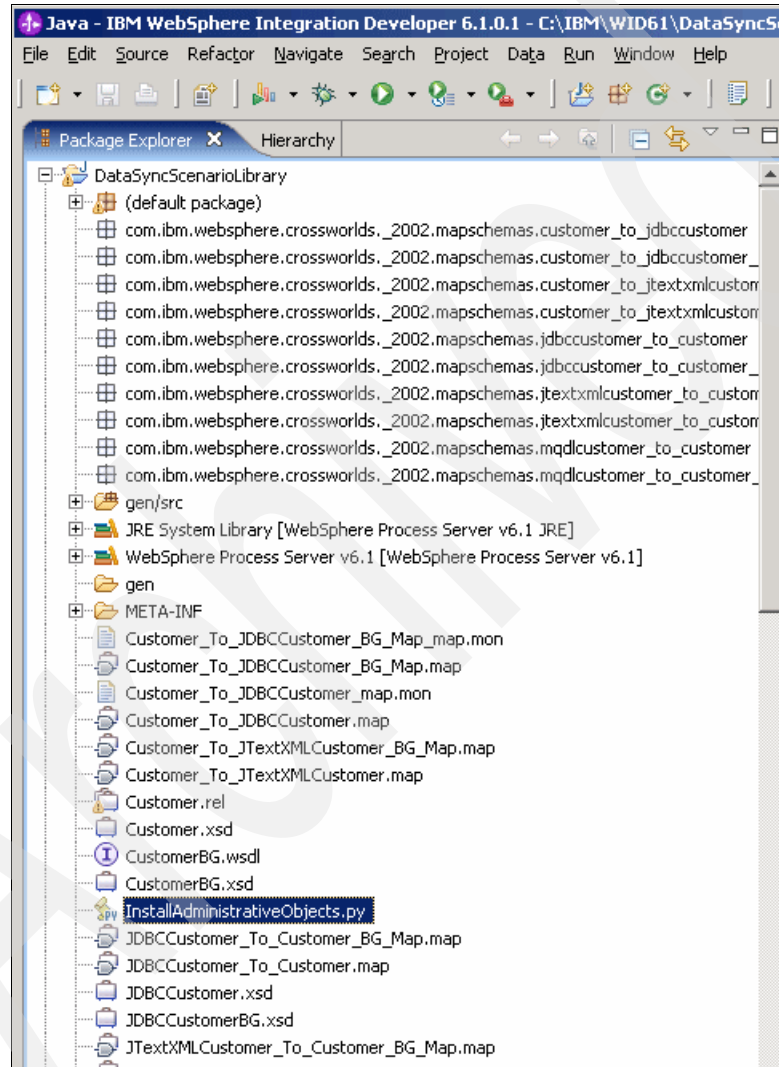 Java - IBM WebSphere Integration Developer 6.1.0.1 - C:\IBM\WID61\DataSyncSc
File Edit Source Refactor Navigate Search Project Data Run Window Help
Package Explorer Hierarchy
DataSyncScenarioLibrary
(default package)
com.ibm.websphere.crossworlds._2002.mapschemas.customer_to_jdbccustomer
com.ibm.websphere.crossworlds._2002.mapschemas.customer_to_jdbccustomer_
com.ibm.websphere.crossworlds._2002.mapschemas.customer_to_jtextxmlcustom
com.ibm.websphere.crossworlds._2002.mapschemas.customer_to_jtextxmlcustom
com.ibm.websphere.crossworlds._2002.mapschemas.jdbccustomer_to_customer
com.ibm.websphere.crossworlds._2002.mapschemas.jdbccustomer_to_customer_
com.ibm.websphere.crossworlds._2002.mapschemas.jtextxmlcustomer_to_custom
com.ibm.websphere.crossworlds._2002.mapschemas.jtextxmlcustomer_to_custom
com.ibm.websphere.crossworlds._2002.mapschemas.mqdlcustomer_to_customer
com.ibm.websphere.crossworlds._2002.mapschemas.mqdlcustomer_to_customer_
gen/src
JRE System Library [WebSphere Process Server v6.1 JRE]
WebSphere Process Server v6.1 [WebSphere Process Server v6.1]
gen
META-INF
Customer_To_JDBCCustomer_BG_Map_map.mon
Customer_To_JDBCCustomer_BG_Map.map
Customer_To_JDBCCustomer_map.mon
Customer_To_JDBCCustomer.map
Customer_To_JTextXMLCustomer_BG_Map.map
Customer_To_JTextXMLCustomer.map
Customer.rel
Customer.xsd
CustomerBG.wsdl
CustomerBG.xsd
InstallAdministrativeObjects.py
JDBCCustomer_To_Customer_BG_Map.map
JDBCCustomer_To_Customer.map
JDBCCustomer.xsd
JDBCCustomerBG.xsd
JTextXMLCustomer_To_Customer_BG_Map.map